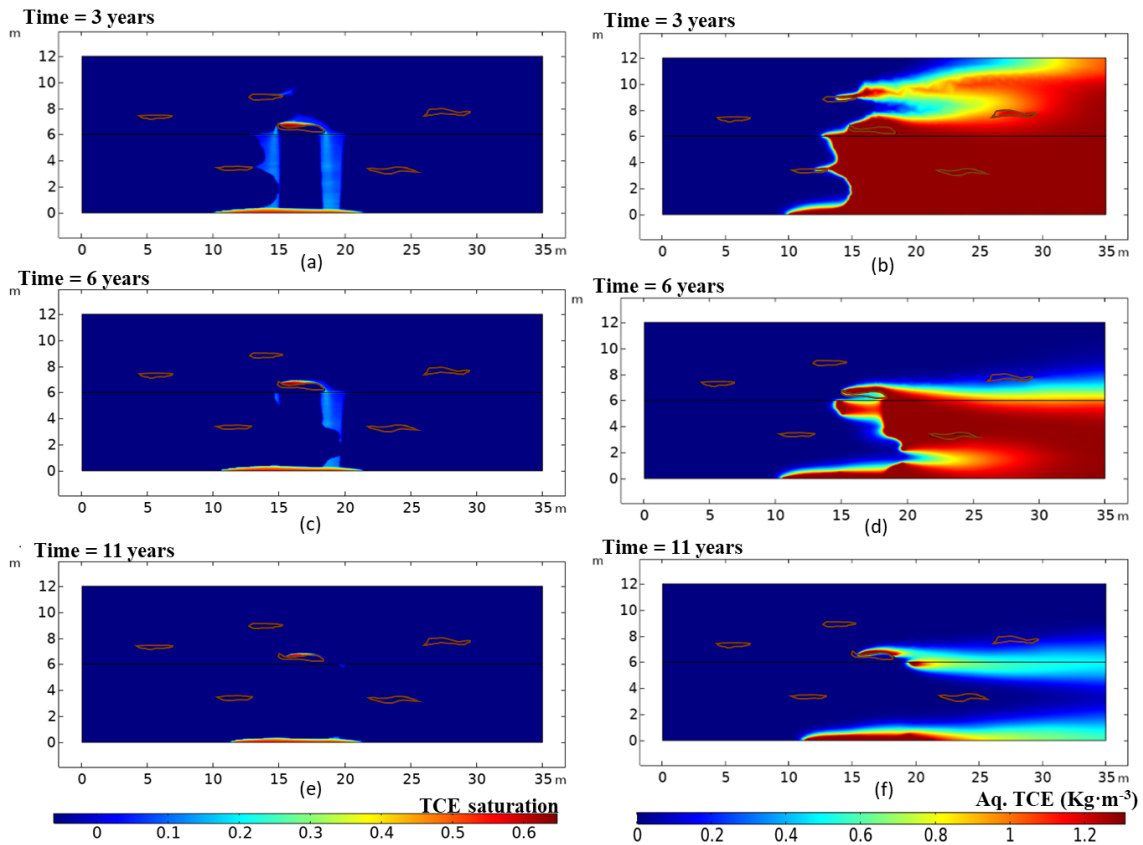 Time = 3 years
Time = 3 years
m
m
12
10
8
6
4
2
0
0 5 10 15 20 25 30 35 m
(a)
12
10
8
6
4
2
0
0 5 10 15 20 25 30 35 m
(b)
Time = 6 years
Time = 6 years
m
m
12
10
8
6
4
2
0
0 5 10 15 20 25 30 35 m
(c)
12
10
8
6
4
2
0
0 5 10 15 20 25 30 35 m
(d)
Time = 11 years
Time = 11 years
m
m
12
10
8
6
4
2
0
0 5 10 15 20 25 30 35 m
(e)
12
10
8
6
4
2
0
0 5 10 15 20 25 30 35 m
(f)
TCE saturation
0 0.1 0.2 0.3 0.4 0.5 0.6
Aq. TCE (Kg·m⁻³)
0 0.2 0.4 0.6 0.8 1 1.2